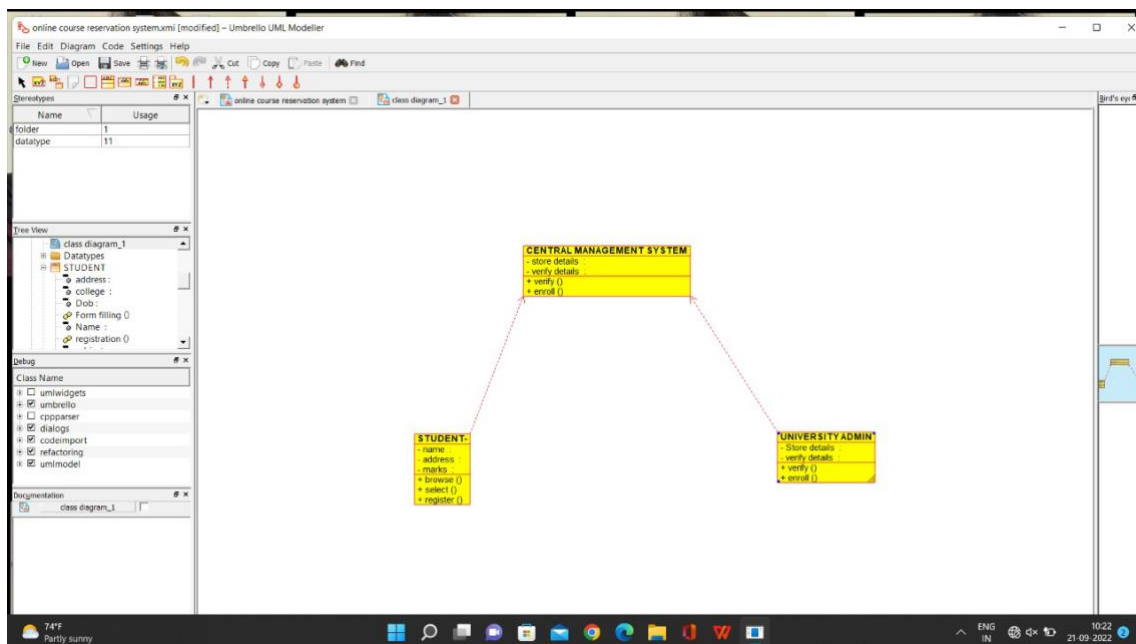 online course reservation system.xmi [modified] – Umbrello UML Modeller
File Edit Diagram Code Settings Help
New Open Save Cut Copy Paste Find
Stereotypes
online course reservation system
class diagram_1
Bird's eye
Name Usage
folder 1
datatype 11
Tree View
class diagram_1
Datatypes
STUDENT
address :
college :
Dob :
Form filling ()
Name :
registration ()
Debug
Class Name
umlwidgets
umbrello
cppparser
dialogs
codeimport
refactoring
umlmodel
Documentation
class diagram_1
CENTRAL MANAGEMENT SYSTEM
- store details :
- verify details :
+ verify ()
+ enroll ()
STUDENT-
- name :
- address :
- marks :
+ browse ()
+ select ()
+ register ()
UNIVERSITY ADMIN
- Store details :
- verify details :
+ verify ()
+ enroll ()
74°F
Partly sunny
ENG
IN
10:22
21-09-2022
2